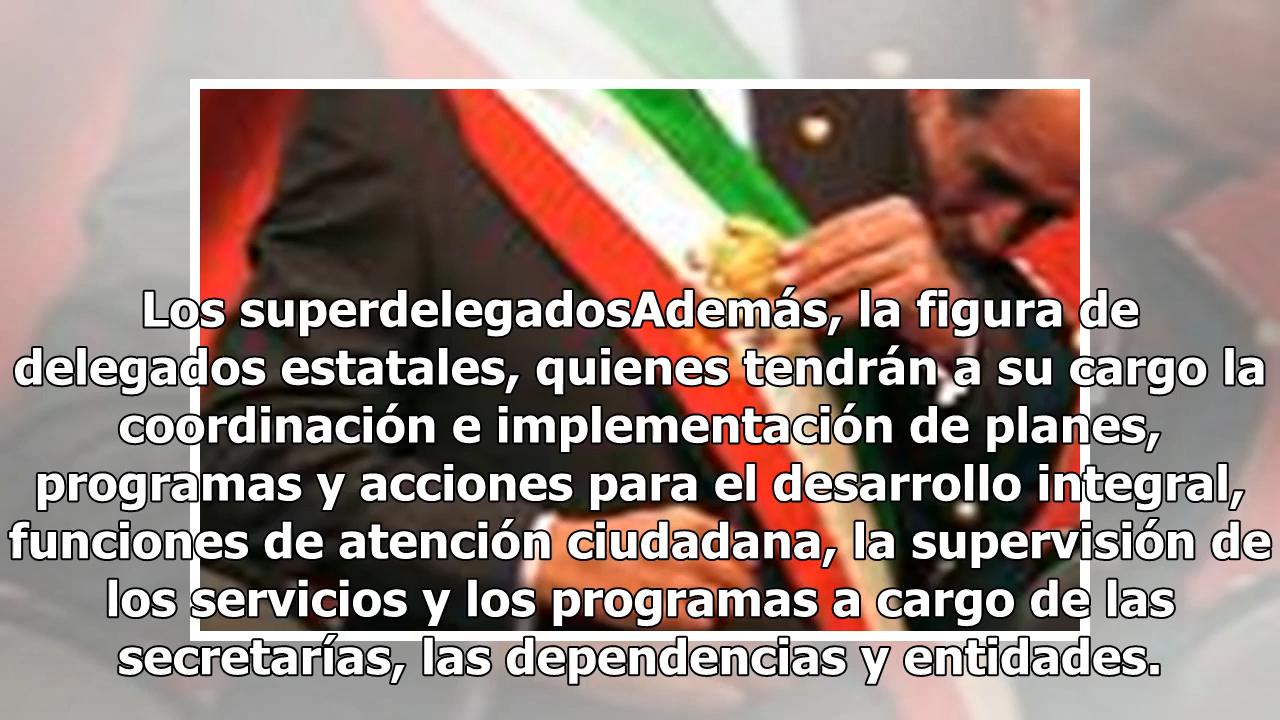 Los superdelegadosAdemás, la figura de
delegados estatales, quienes tendrán a su cargo la
coordinación e implementación de planes,
programas y acciones para el desarrollo integral,
funciones de atención ciudadana, la supervisión de
los servicios y los programas a cargo de las
secretarías, las dependencias y entidades.